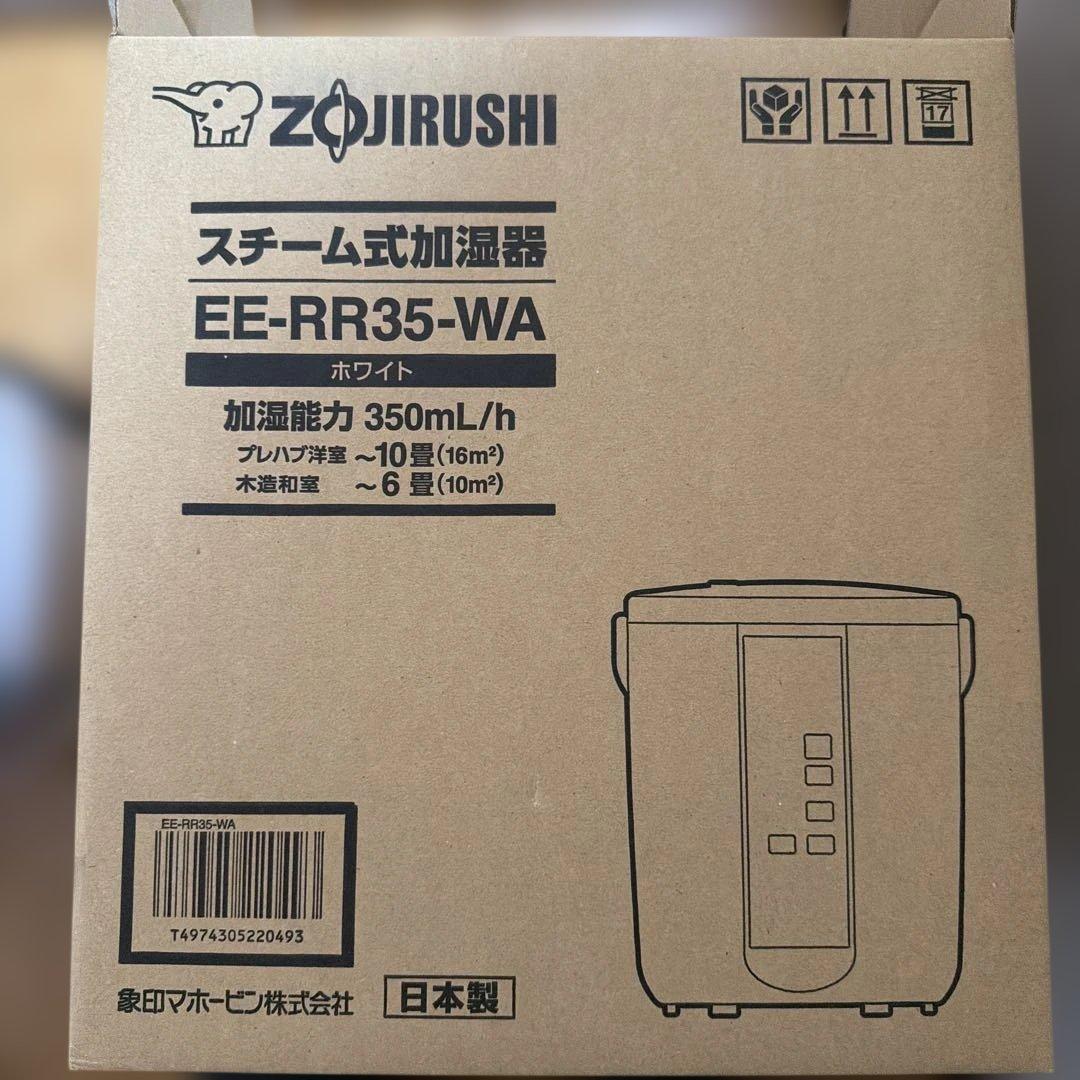 ZOJIRUSHI
17
スチーム式加湿器
EE-RR35-WA
ホワイト
加湿能力 350mL/h
プレハブ洋室 ～10畳(16m²)
木造和室 ～6 畳(10m²)
EE-RR35-WA
T4974305220493
象印マホービン株式会社 日本製